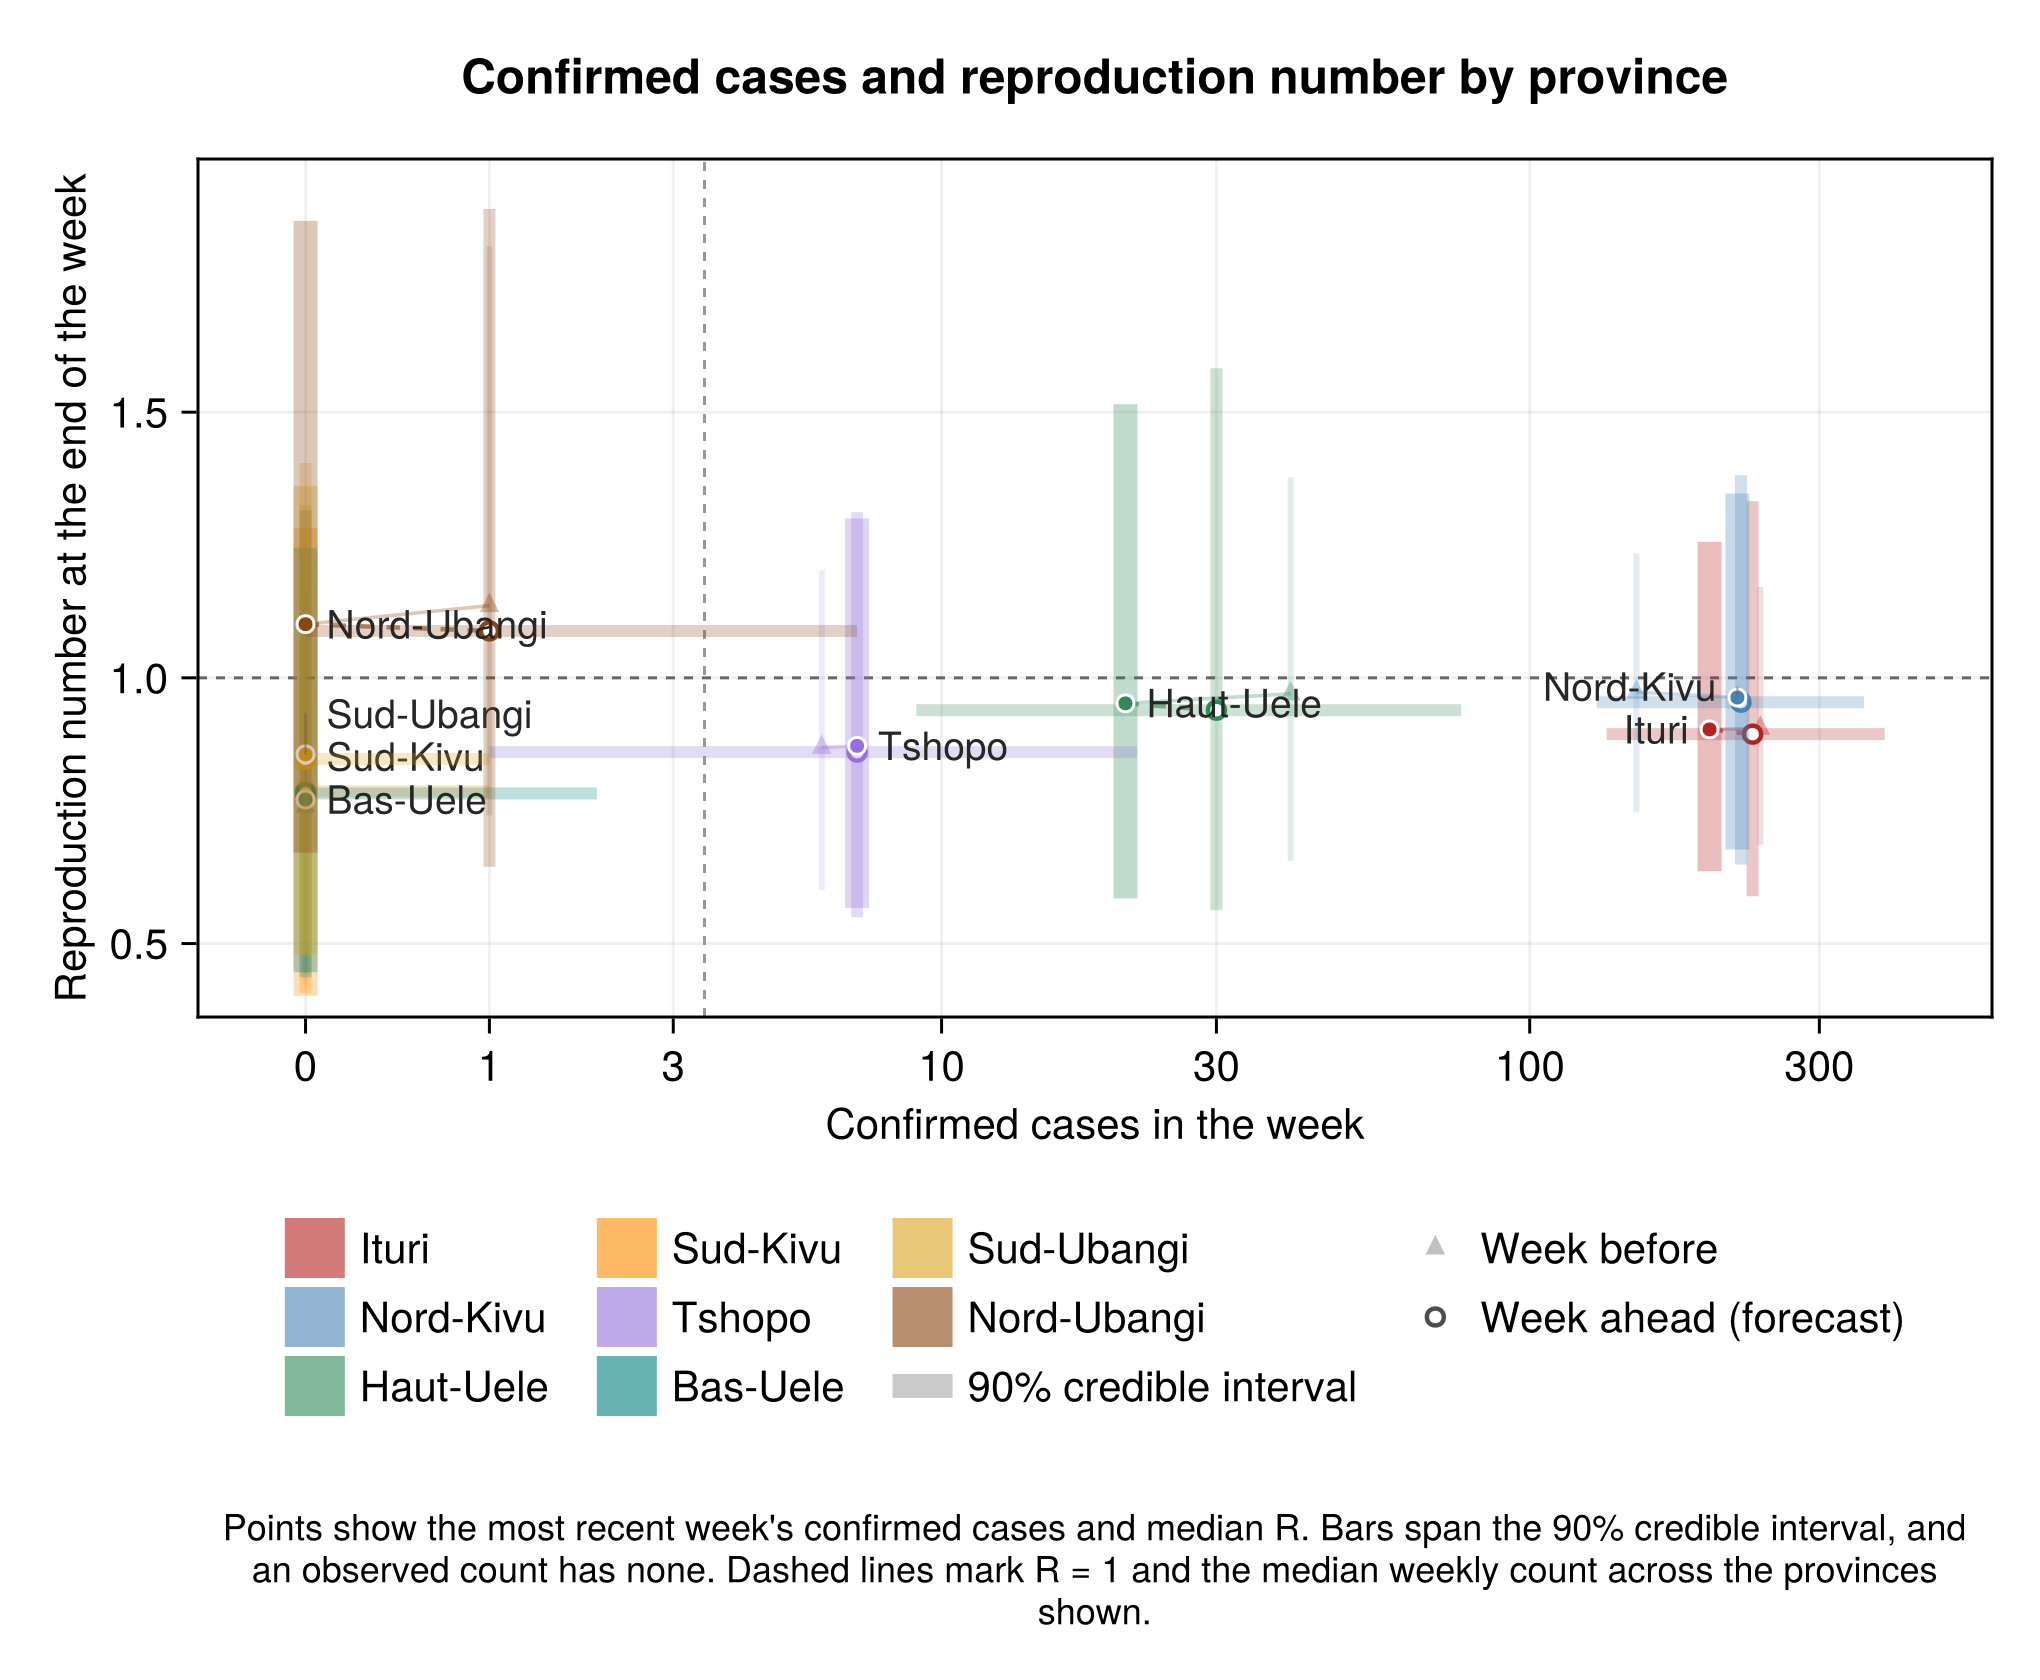 Confirmed cases and reproduction number by province
Reproduction number at the end of the week
1.5
1.0
0.5
Nord-Ubangi
Sud-Ubangi
Sud-Kivu
Bas-Uele
Tshopo
Haut-Uele
Nord-Kivu
Ituri
0 1 3 10 30 100 300
Confirmed cases in the week
Ituri Sud-Kivu Sud-Ubangi Week before
Nord-Kivu Tshopo Nord-Ubangi Week ahead (forecast)
Haut-Uele Bas-Uele 90% credible interval
Points show the most recent week's confirmed cases and median R. Bars span the 90% credible interval, and
an observed count has none. Dashed lines mark R = 1 and the median weekly count across the provinces
shown.